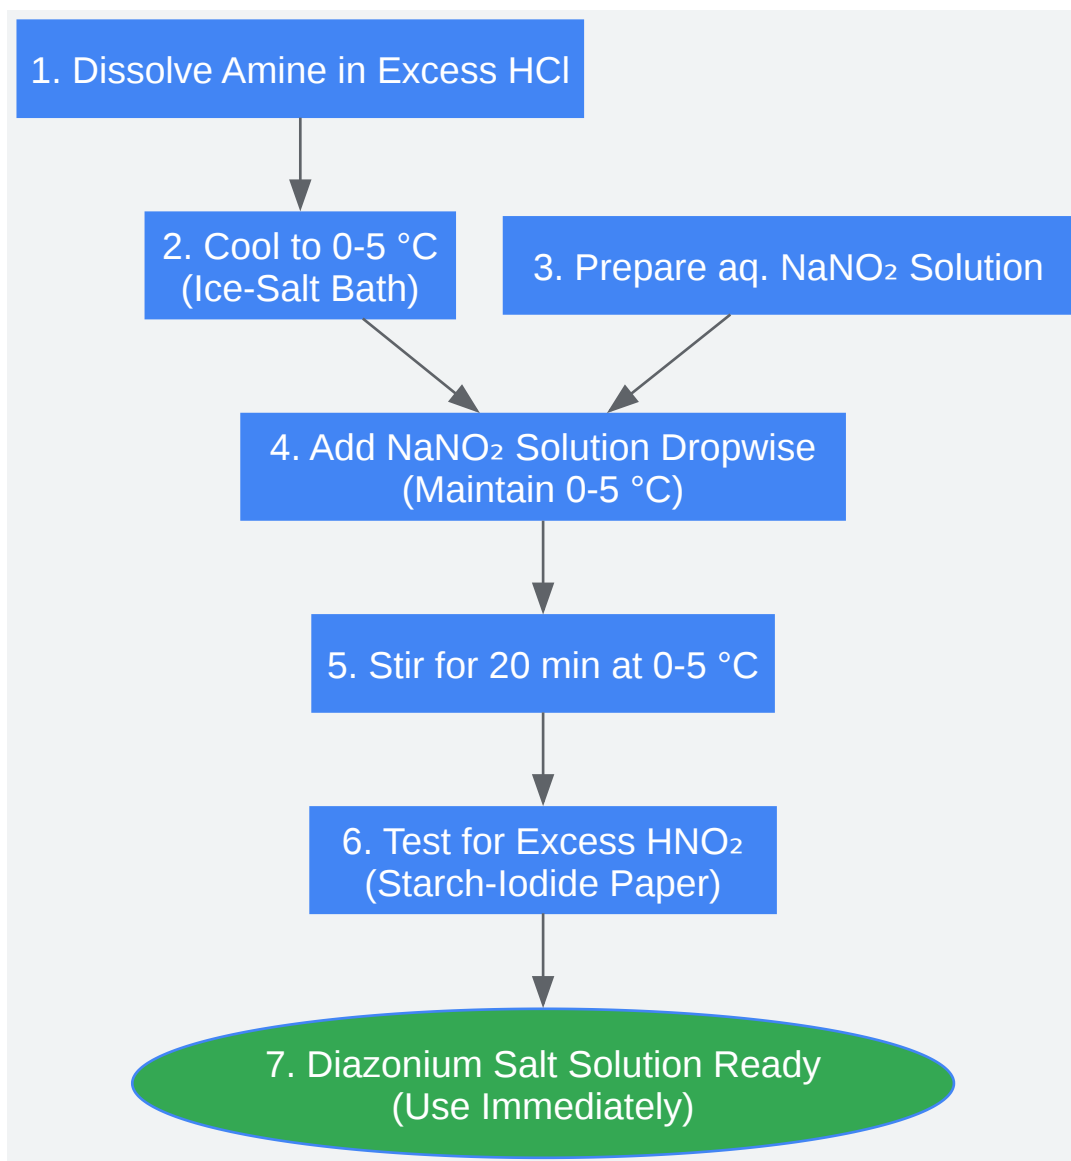 1. Dissolve Amine in Excess HCl
2. Cool to 0-5 °C
(Ice-Salt Bath)
3. Prepare aq. NaNO₂ Solution
4. Add NaNO₂ Solution Dropwise
(Maintain 0-5 °C)
5. Stir for 20 min at 0-5 °C
6. Test for Excess HNO₂
(Starch-Iodide Paper)
7. Diazonium Salt Solution Ready
(Use Immediately)